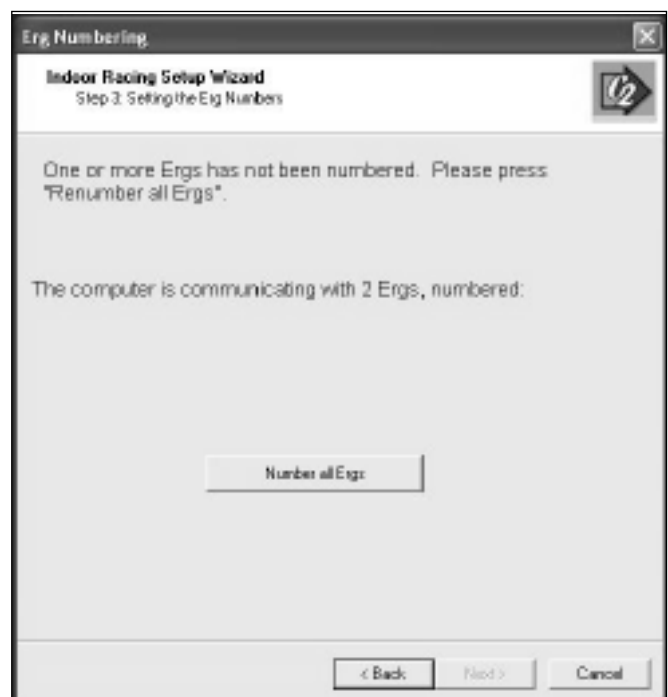 Erg Numbering
Indoor Racing Setup Wizard
Step 3: Setting the Erg Numbers
C2
One or more Ergs has not been numbered. Please press
"Renumber all Ergs".
The computer is communicating with 2 Ergs, numbered:
Number all Ergs
< Back Next > Cancel